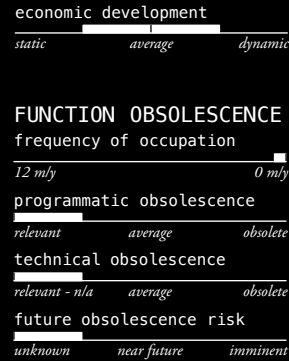 economic development
static average dynamic
FUNCTION OBSOLESCENCE
frequency of occupation
12 m/y 0 m/y
programmatic obsolescence
relevant average obsolete
technical obsolescence
relevant - n/a average obsolete
future obsolescence risk
unknown near future imminent